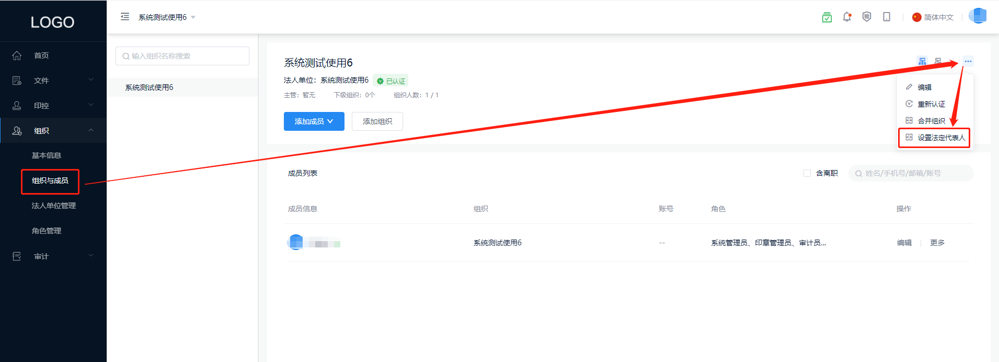 LOGO
首页
文件
印控
组织
基本信息
组织与成员
法人单位管理
角色管理
审计
系统测试使用6
简体中文
输入组织名称搜索
系统测试使用6
系统测试使用6
法人单位：系统测试使用6 已认证
主管：暂无 下级组织：0个 组织人数：1 / 1
添加成员 添加组织
编辑
重新认证
合并组织
设置法定代表人
成员列表 含离职 姓名/手机号/邮箱/账号
成员信息 组织 账号 角色 操作
系统测试使用6 -- 系统管理员、印章管理员、审计员... 编辑 更多